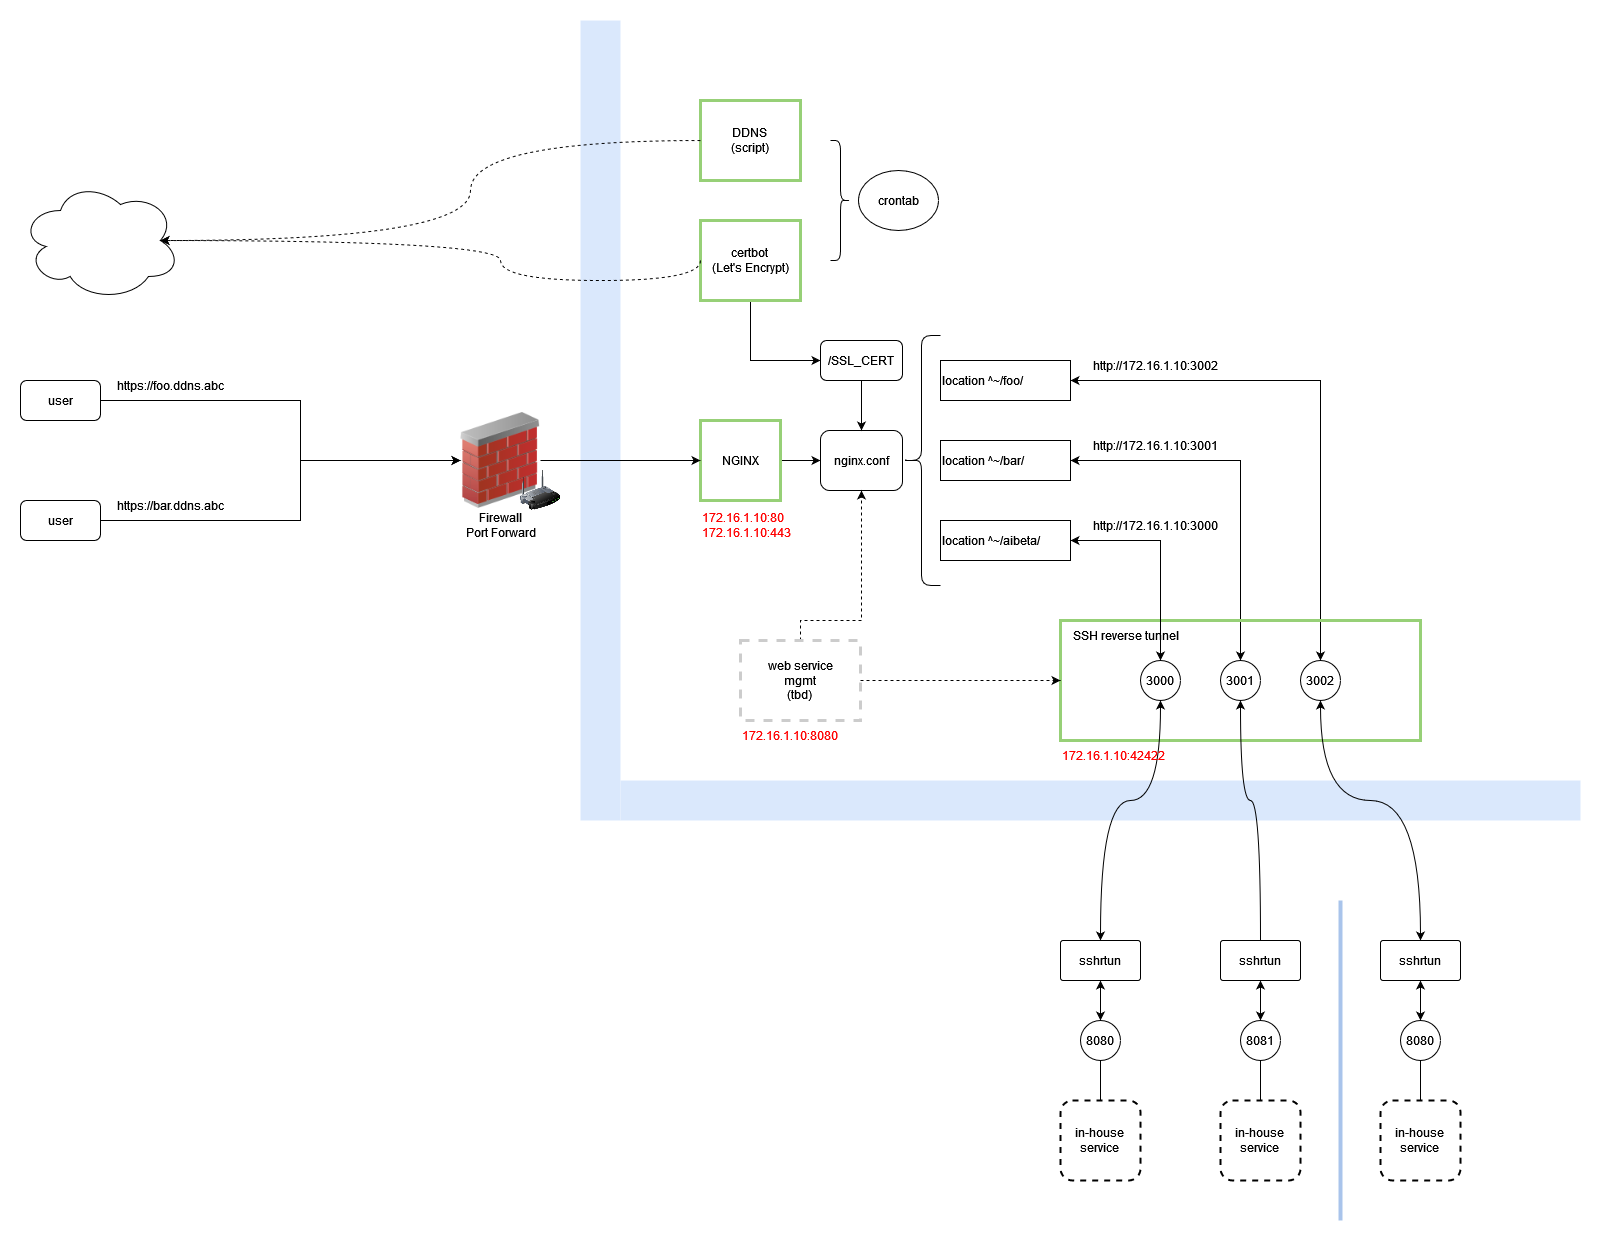 DDNS
(script)
crontab
certbot
(Let's Encrypt)
/SSL_CERT
https://foo.ddns.abc
user
https://bar.ddns.abc
user
Firewall
Port Forward
NGINX
172.16.1.10:80
172.16.1.10:443
nginx.conf
location ^~/foo/
http://172.16.1.10:3002
location ^~/bar/
http://172.16.1.10:3001
location ^~/aibeta/
http://172.16.1.10:3000
web service
mgmt
(tbd)
172.16.1.10:8080
SSH reverse tunnel
3000
3001
3002
172.16.1.10:42422
sshrtun
sshrtun
sshrtun
8080
8081
8080
in-house
service
in-house
service
in-house
service